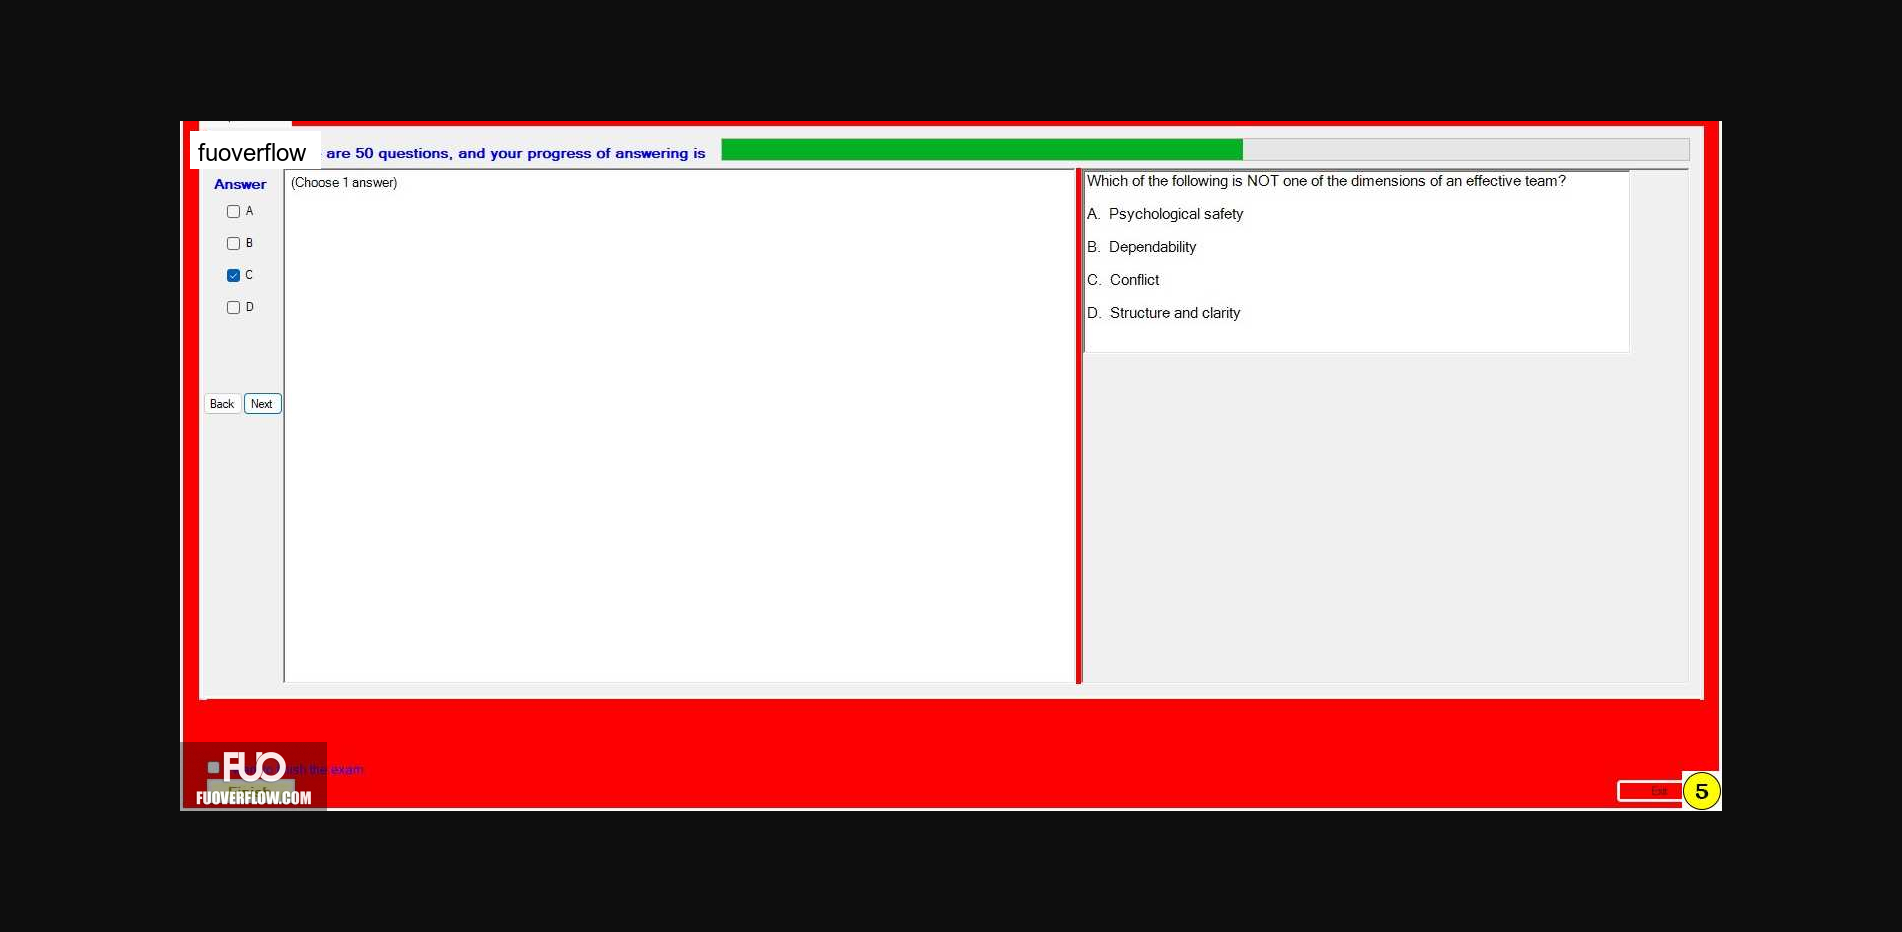 fuoverflow are 50 questions, and your progress of answering is
Answer
(Choose 1 answer)
A
B
C
D
Back Next
Which of the following is NOT one of the dimensions of an effective team?
A. Psychological safety
B. Dependability
C. Conflict
D. Structure and clarity
the exam
FUO
Finish
FUOVERFLOW.COM
Exit
5